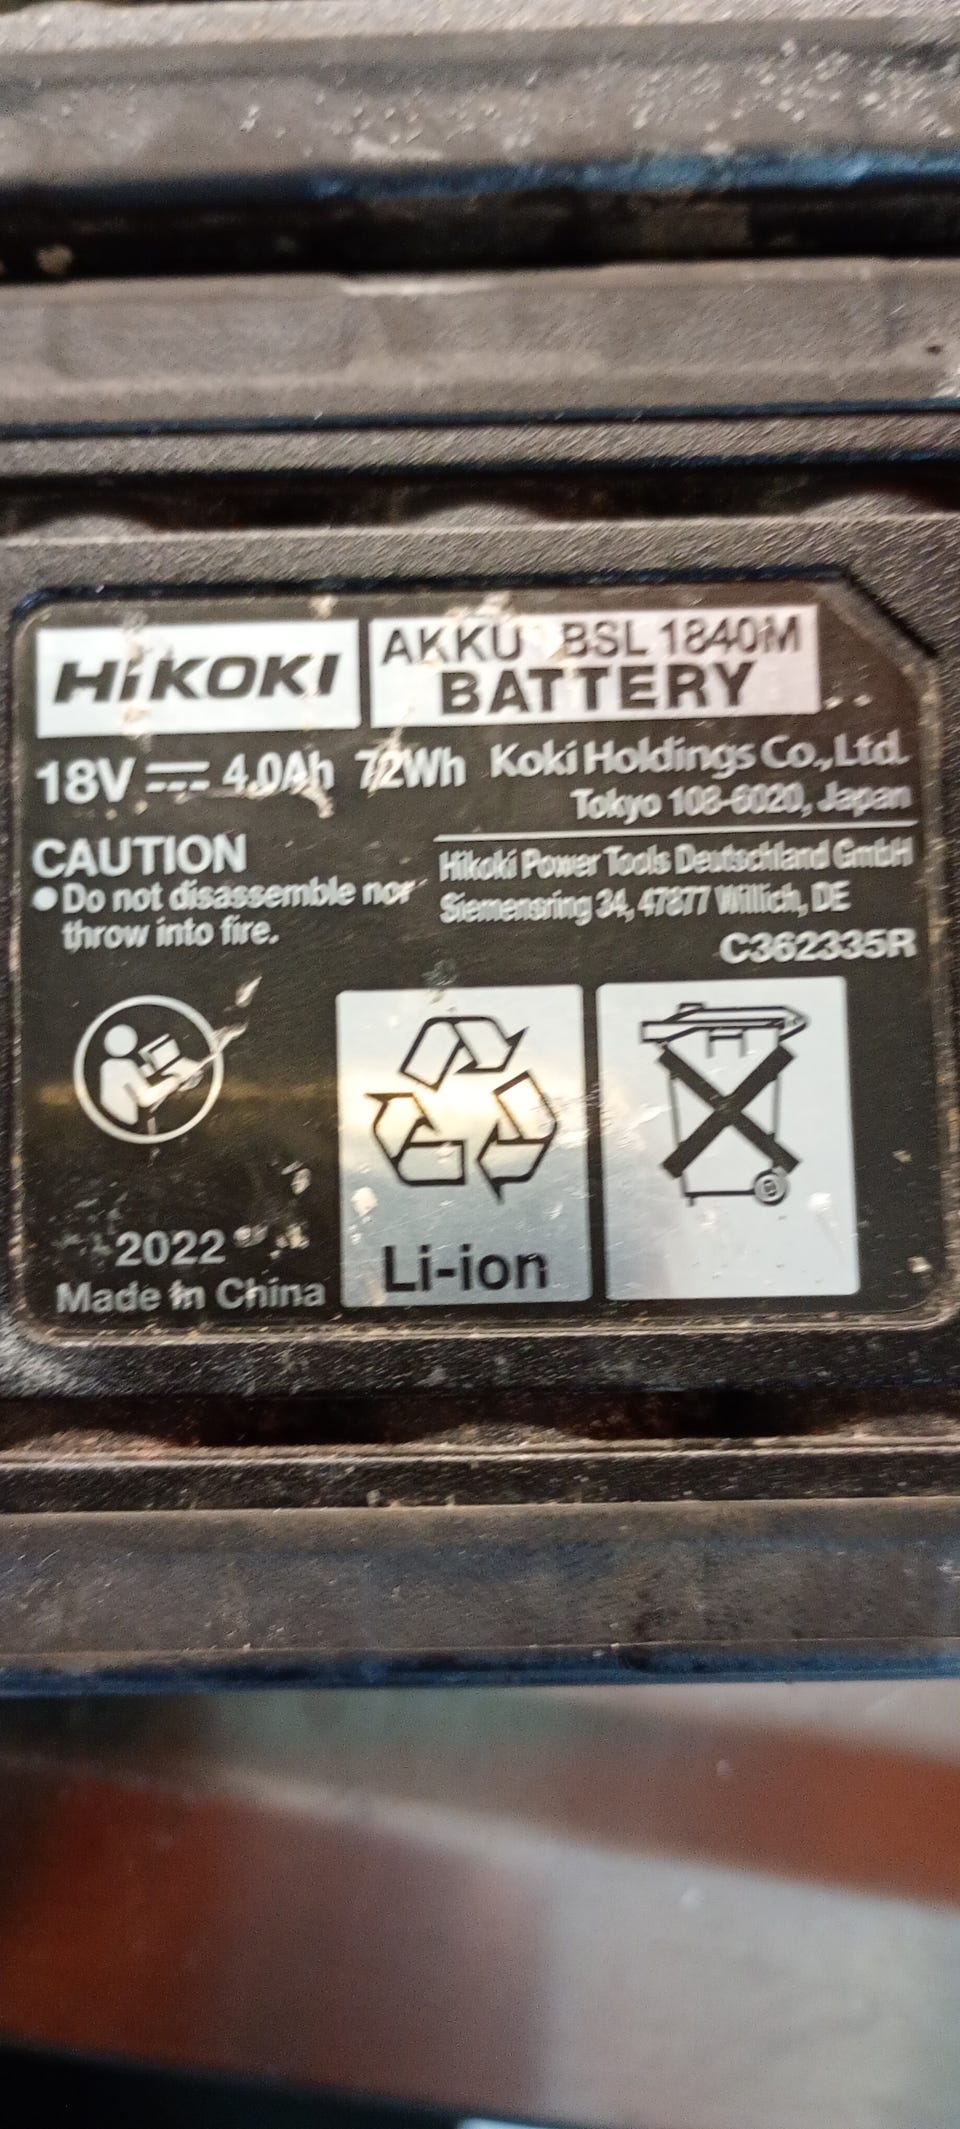 HiKOKI
AKKU BSL 1840M
BATTERY
18V 4.0Ah 72Wh
Koki Holdings Co.,Ltd.
Tokyo 108-6020, Japan
CAUTION
● Do not disassemble nor
throw into fire.
Hikoki Power Tools Deutschland GmbH
Siemensring 34, 47877 Willich, DE
C362335R
2022
Made in China
Li-ion